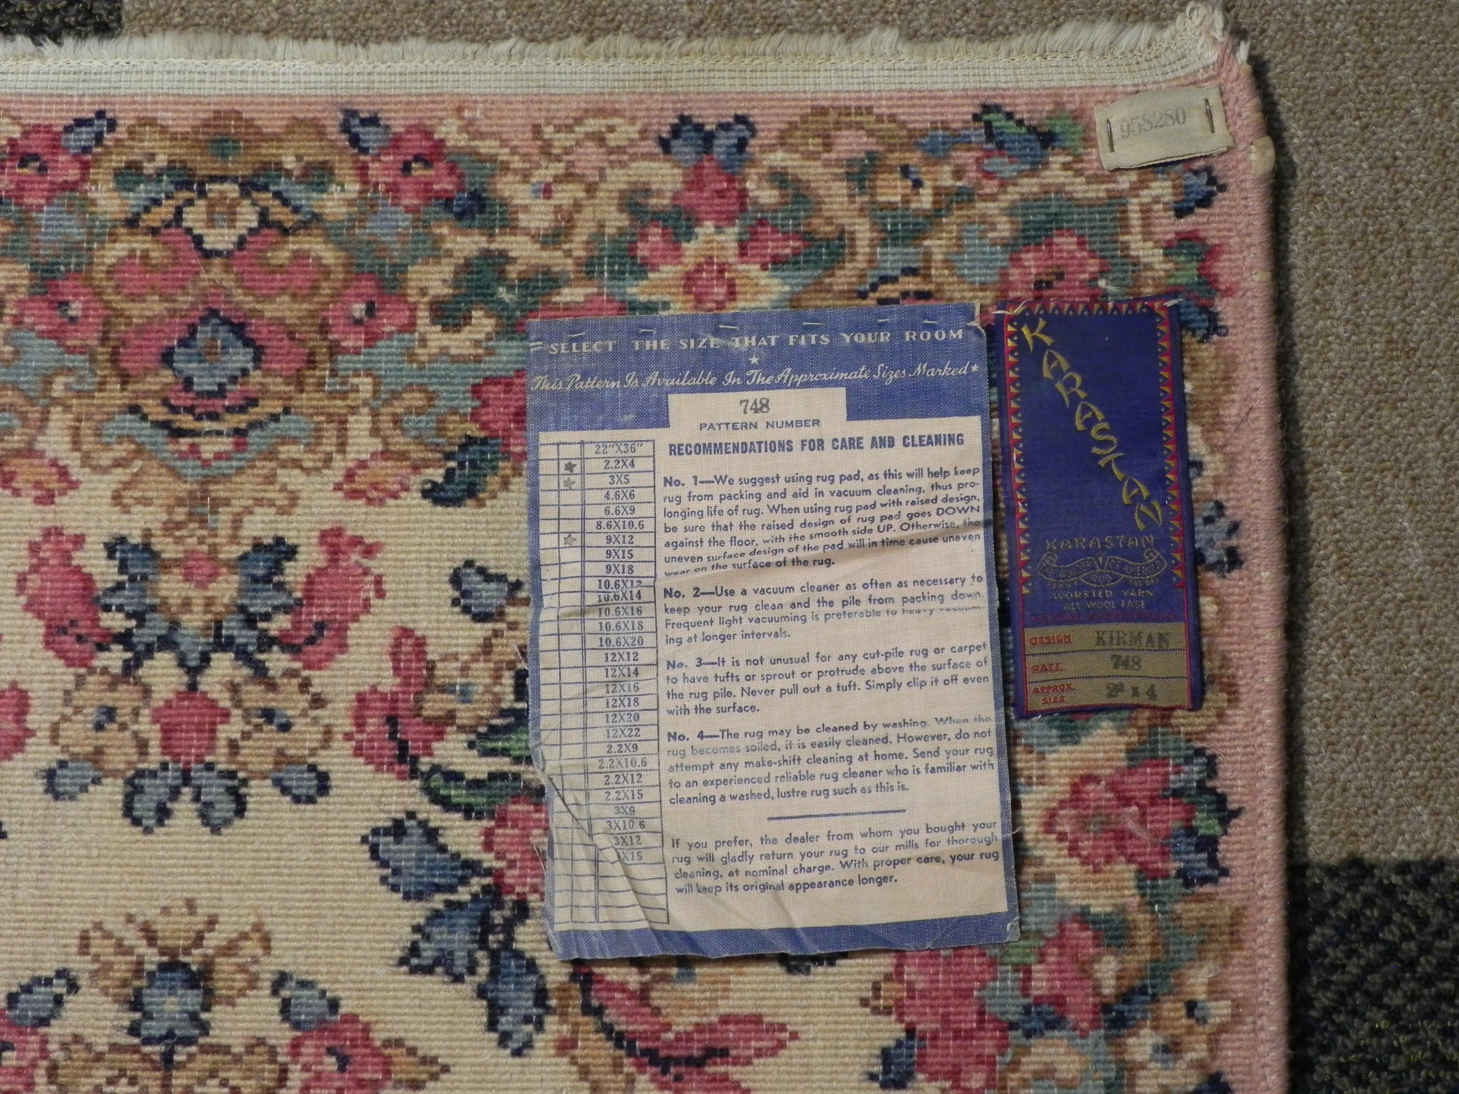 958280
SELECT THE SIZE THAT FITS YOUR ROOM
★
This Pattern Is Available In The Approximate Sizes Marked ★
748
PATTERN NUMBER
22"X36"
2.2X4
3X5
4.6X6
6.6X9
8.6X10.6
9X12
9X15
9X18
10.6X12
10.6X14
10.6X16
10.6X18
10.6X20
12X12
12X14
12X16
12X18
12X20
12X22
2.2X9
2.2X10.6
2.2X12
2.2X15
3X9
3X10.6
3X12
X15
RECOMMENDATIONS FOR CARE AND CLEANING
No. 1—We suggest using rug pad, as this will help keep
rug from packing and aid in vacuum cleaning, thus pro-
longing life of rug. When using rug pad with raised design,
be sure that the raised design of rug pad goes DOWN
against the floor, with the smooth side UP. Otherwise, the
uneven surface design of the pad will in time cause uneven
wear on the surface of the rug.
No. 2—Use a vacuum cleaner as often as necessary to
keep your rug clean and the pile from packing down.
Frequent light vacuuming is preferable to heavy vacuum-
ing at longer intervals.
No. 3—It is not unusual for any cut-pile rug or carpet
to have tufts or sprout or protrude above the surface of
the rug pile. Never pull out a tuft. Simply clip it off even
with the surface.
No. 4—The rug may be cleaned by washing. When the
rug becomes soiled, it is easily cleaned. However, do not
attempt any make-shift cleaning at home. Send your rug
to an experienced reliable rug cleaner who is familiar with
cleaning a washed, lustre rug such as this is.
If you prefer, the dealer from whom you bought your
rug will gladly return your rug to our mills for thorough
cleaning, at nominal charge. With proper care, your rug
will keep its original appearance longer.
KARASTAN
KARASTAN
WORSTED YARN
ALL WOOL FACE
DESIGN KIRMAN
QUAL. 748
APPROX. SIZE 2² x 4